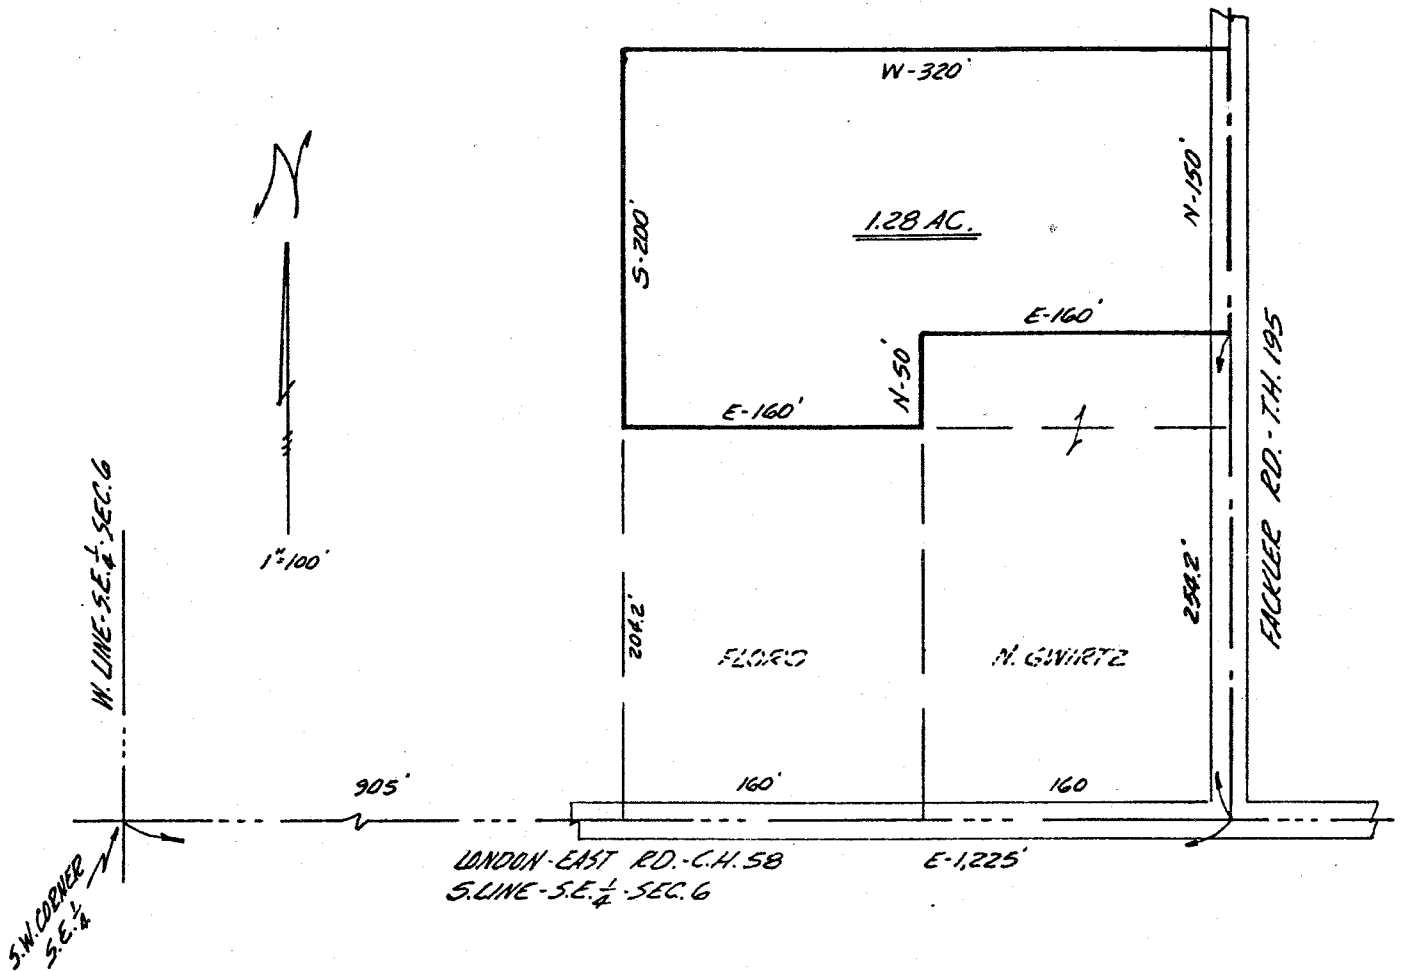 W-320'
N-150'
N
1.28 AC.
S-200'
E-160'
N-50'
E-160'
FACKLER RD.-T.H. 195
W. LINE-S.E. 1/4-SEC. 6
1"=100'
254.2'
204.2'
FLORO
N. GWIRTZ
905'
160'
160
LONDON-EAST RD.-C.H. 58
E-1,225'
S. LINE-S.E. 1/4-SEC. 6
S.W. CORNER
S.E. 1/4